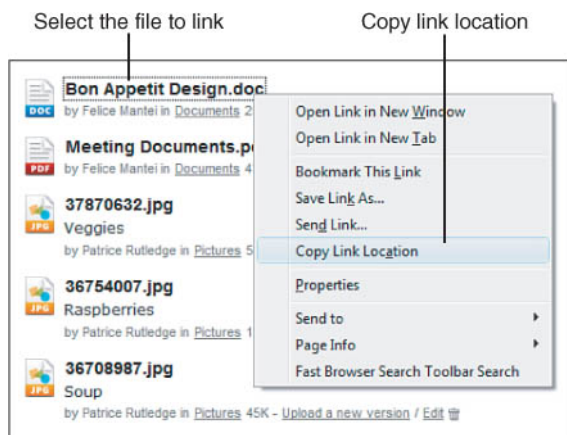 Select the file to link
Copy link location
Bon Appetit Design.doc
DOC
by Felice Mantei in Documents 2
Meeting Documents.p
PDF
by Felice Mantei in Documents 4
37870632.jpg
Veggies
JPG
by Patrice Rutledge in Pictures 5
36754007.jpg
Raspberries
JPG
by Patrice Rutledge in Pictures 1
36708987.jpg
Soup
JPG
by Patrice Rutledge in Pictures 45K - Upload a new version / Edit
Open Link in New Window
Open Link in New Tab
Bookmark This Link
Save Link As...
Send Link...
Copy Link Location
Properties
Send to
Page Info
Fast Browser Search Toolbar Search